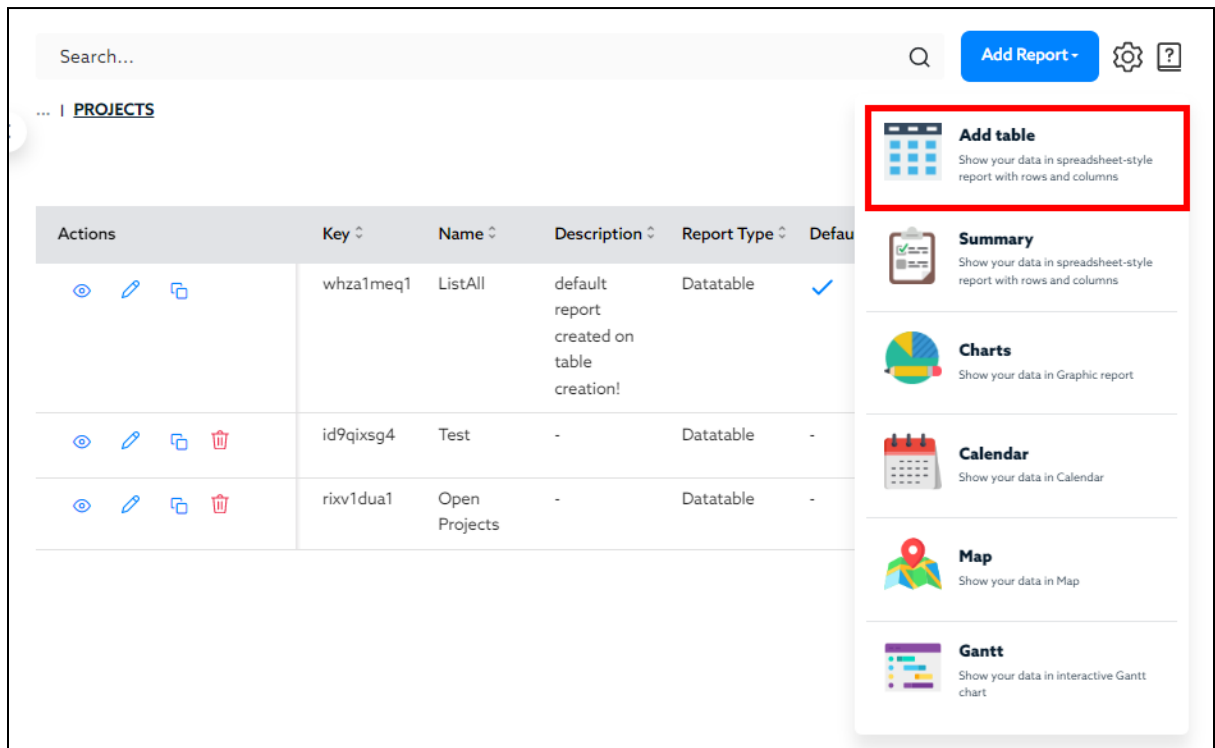 Search...
Add Report
?
... | PROJECTS
Add table
Show your data in spreadsheet-style
report with rows and columns
Summary
Show your data in spreadsheet-style
report with rows and columns
Charts
Show your data in Graphic report
Calendar
Show your data in Calendar
Map
Show your data in Map
Gantt
Show your data in interactive Gantt
chart
Actions Key Name Description Report Type Defau
whza1meq1 ListAll default Datatable
report
created on
table
creation!
id9qixsg4 Test - Datatable -
rixv1dua1 Open - Datatable -
Projects